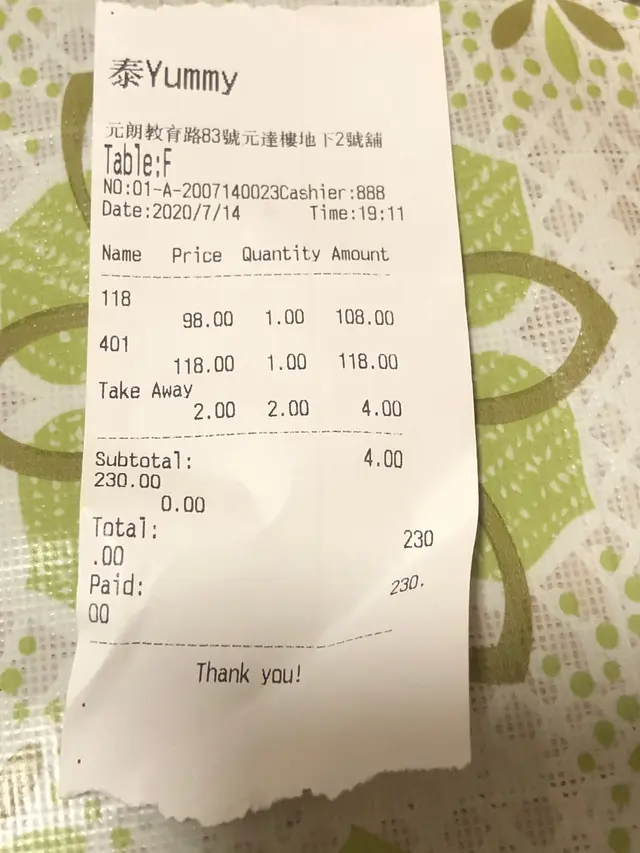 泰Yummy
元朗教育路83號元達樓地下2號舖
Table:F
NO:01-A-2007140023Cashier:888
Date:2020/7/14 Time:19:11
Name Price Quantity Amount
118
98.00 1.00 108.00
401
118.00 1.00 118.00
Take Away
2.00 2.00 4.00
Subtotal: 4.00
230.00
0.00
Total: 230
.00
Paid: 230.
00
Thank you!